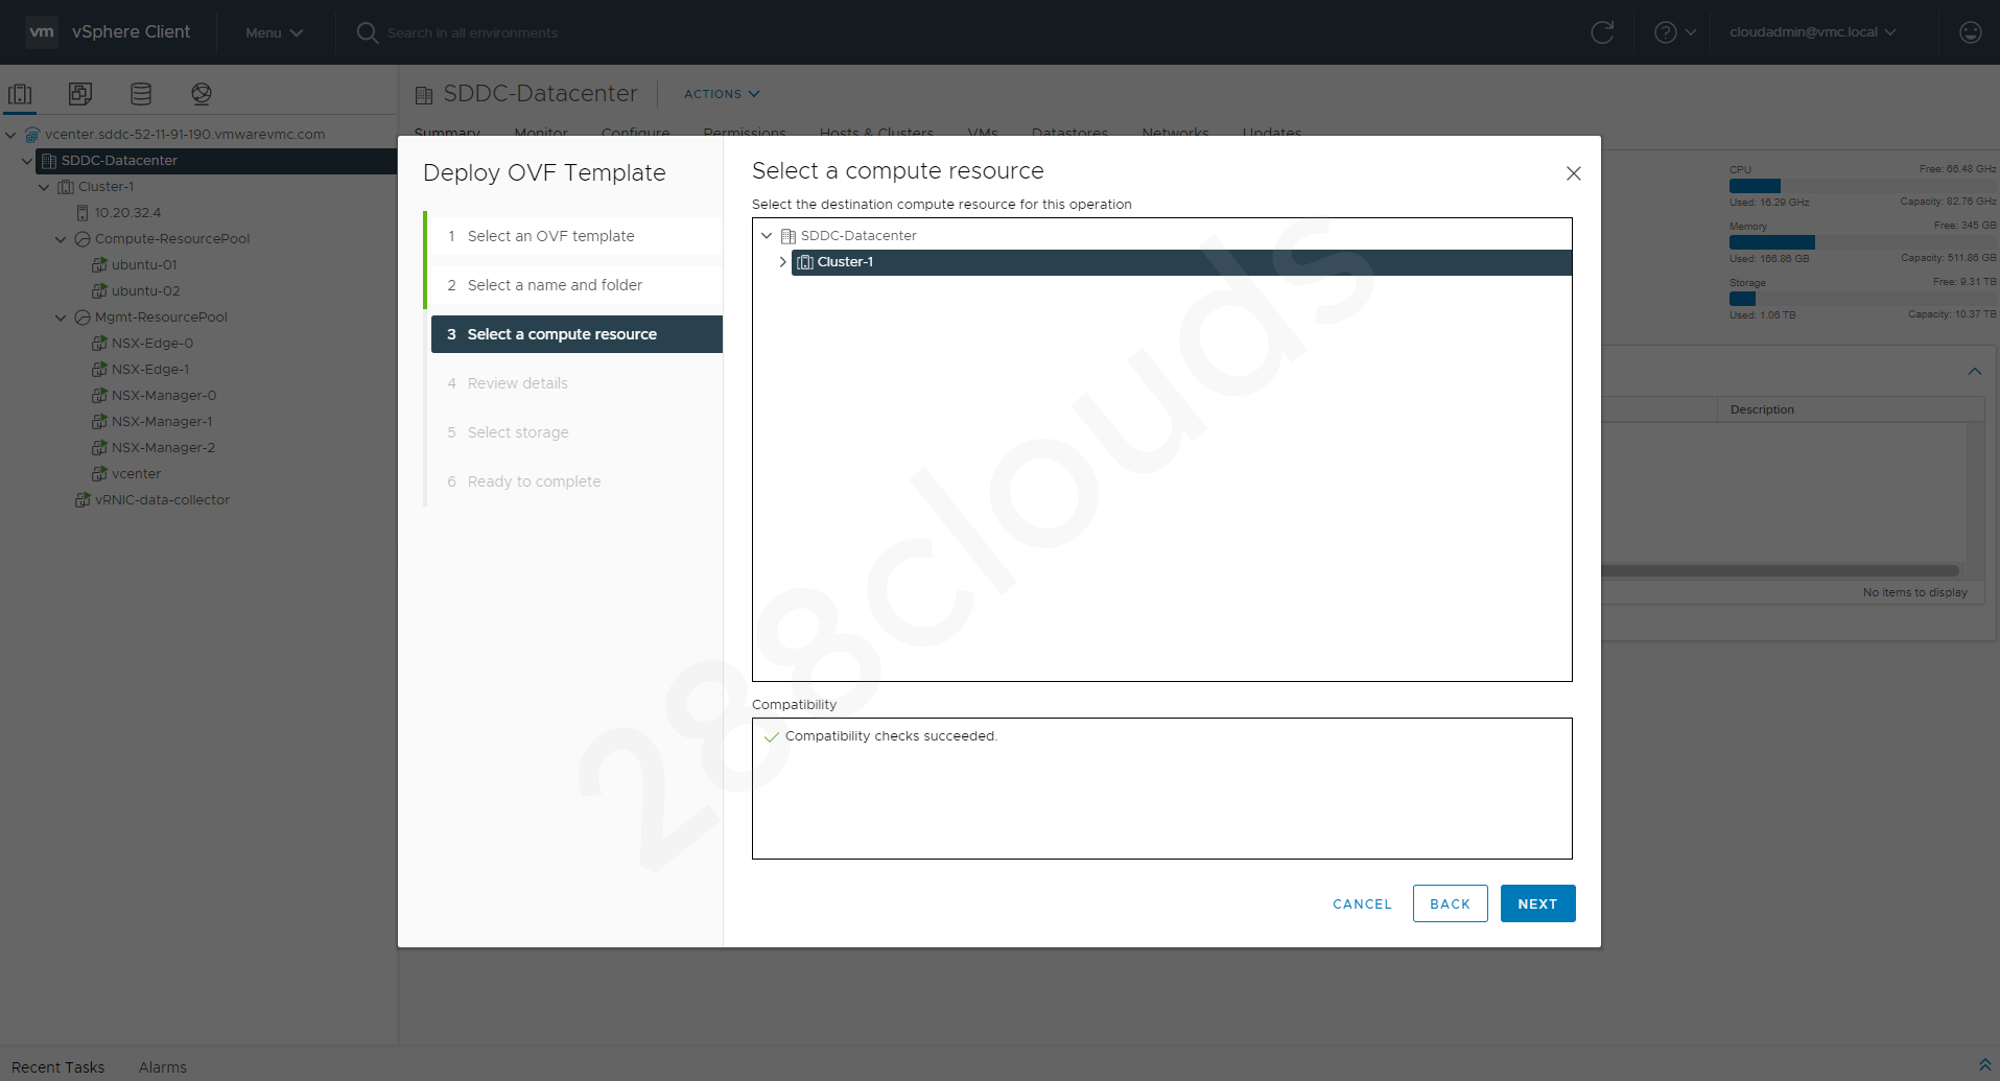 vm vSphere Client Menu Search in all environments cloudadmin@vmc.local
SDDC-Datacenter ACTIONS
Summary Monitor Configure Permissions Hosts & Clusters VMs Datastores Networks Updates
vcenter.sddc-52-11-91-190.vmwarevmc.com
SDDC-Datacenter
Cluster-1
10.20.32.4
Compute-ResourcePool
ubuntu-01
ubuntu-02
Mgmt-ResourcePool
NSX-Edge-0
NSX-Edge-1
NSX-Manager-0
NSX-Manager-1
NSX-Manager-2
vcenter
vRNIC-data-collector
Deploy OVF Template
1 Select an OVF template
2 Select a name and folder
3 Select a compute resource
4 Review details
5 Select storage
6 Ready to complete
Select a compute resource
Select the destination compute resource for this operation
SDDC-Datacenter
Cluster-1
Compatibility
Compatibility checks succeeded.
CANCEL BACK NEXT
CPU Free: 66.48 GHz
Used: 16.29 GHz Capacity: 82.76 GHz
Memory Free: 345 GB
Used: 166.86 GB Capacity: 511.86 GB
Storage Free: 9.31 TB
Used: 1.06 TB Capacity: 10.37 TB
Description
No items to display
Recent Tasks Alarms
288clouds